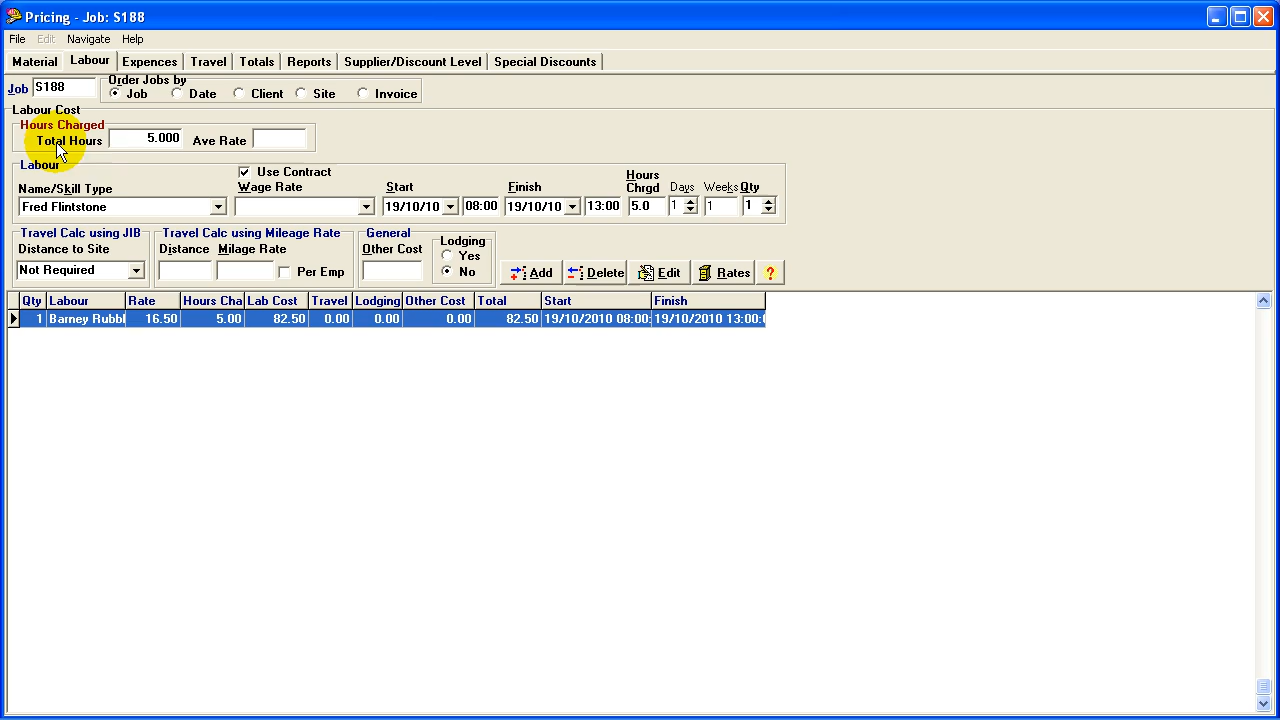 Pricing - Job: S188
File Edit Navigate Help
Material Labour Expences Travel Totals Reports Supplier/Discount Level Special Discounts
Job S188 Order Jobs by Job Date Client Site Invoice
Labour Cost
Hours Charged
Total Hours 5.000 Ave Rate
Labour
Name/Skill Type Use Contract Wage Rate Start Finish Hours Chrgd Days Weeks Qty
Fred Flintstone 19/10/10 08:00 19/10/10 13:00 5.0 1 1 1
Travel Calc using JIB Travel Calc using Mileage Rate General Lodging
Distance to Site Distance Milage Rate Other Cost Yes
Not Required Per Emp No Add Delete Edit Rates ?
Qty Labour Rate Hours Cha Lab Cost Travel Lodging Other Cost Total Start Finish
1 Barney Rubbl 16.50 5.00 82.50 0.00 0.00 0.00 82.50 19/10/2010 08:00: 19/10/2010 13:00:0